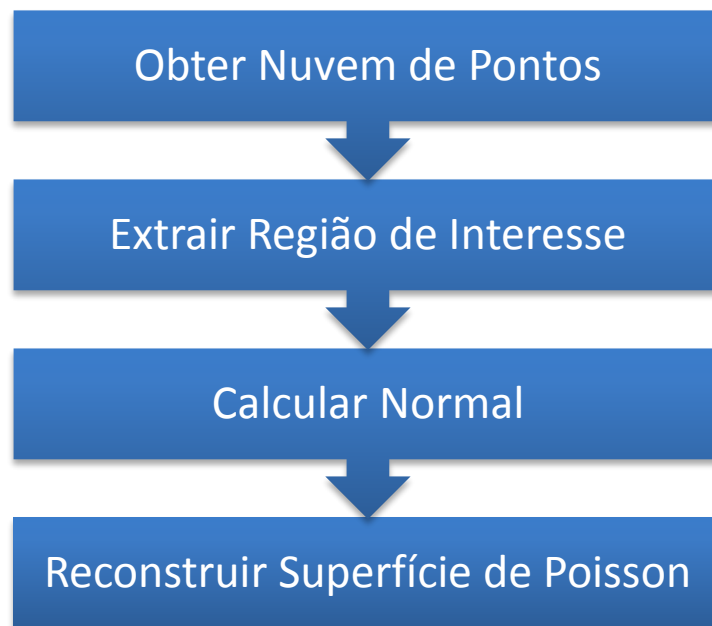 Obter Nuvem de Pontos
Extrair Região de Interesse
Calcular Normal
Reconstruir Superfície de Poisson